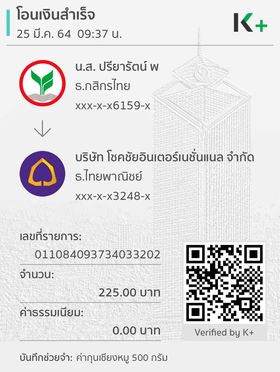 โอนเงินสำเร็จ
25 มี.ค. 64 09:37 น.
K+
น.ส. ปรียารัตน์ พ
ธ.กสิกรไทย
xxx-x-x6159-x
บริษัท โชคชัยอินเตอร์เนชั่นแนล จำกัด
ธ.ไทยพาณิชย์
xxx-x-x3248-x
เลขที่รายการ:
011084093734033202
จำนวน:
225.00 บาท
ค่าธรรมเนียม:
0.00 บาท
Verified by K+
บันทึกช่วยจำ: ค่ากุนเชียงหมู 500 กรัม